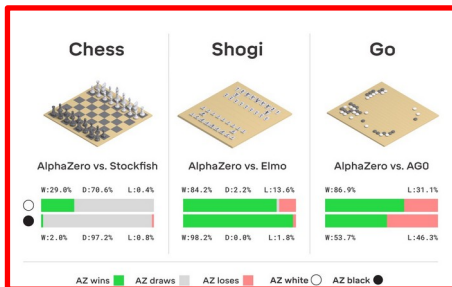 Chess Shogi Go
AlphaZero vs. Stockfish AlphaZero vs. Elmo AlphaZero vs. AG0
W:29.0% D:70.6% L:0.4% W:84.2% D:2.2% L:13.6% W:86.9% L:31.1%
W:2.0% D:97.2% L:0.8% W:98.2% D:0.0% L:1.8% W:53.7% L:46.3%
AZ wins AZ draws AZ loses AZ white AZ black